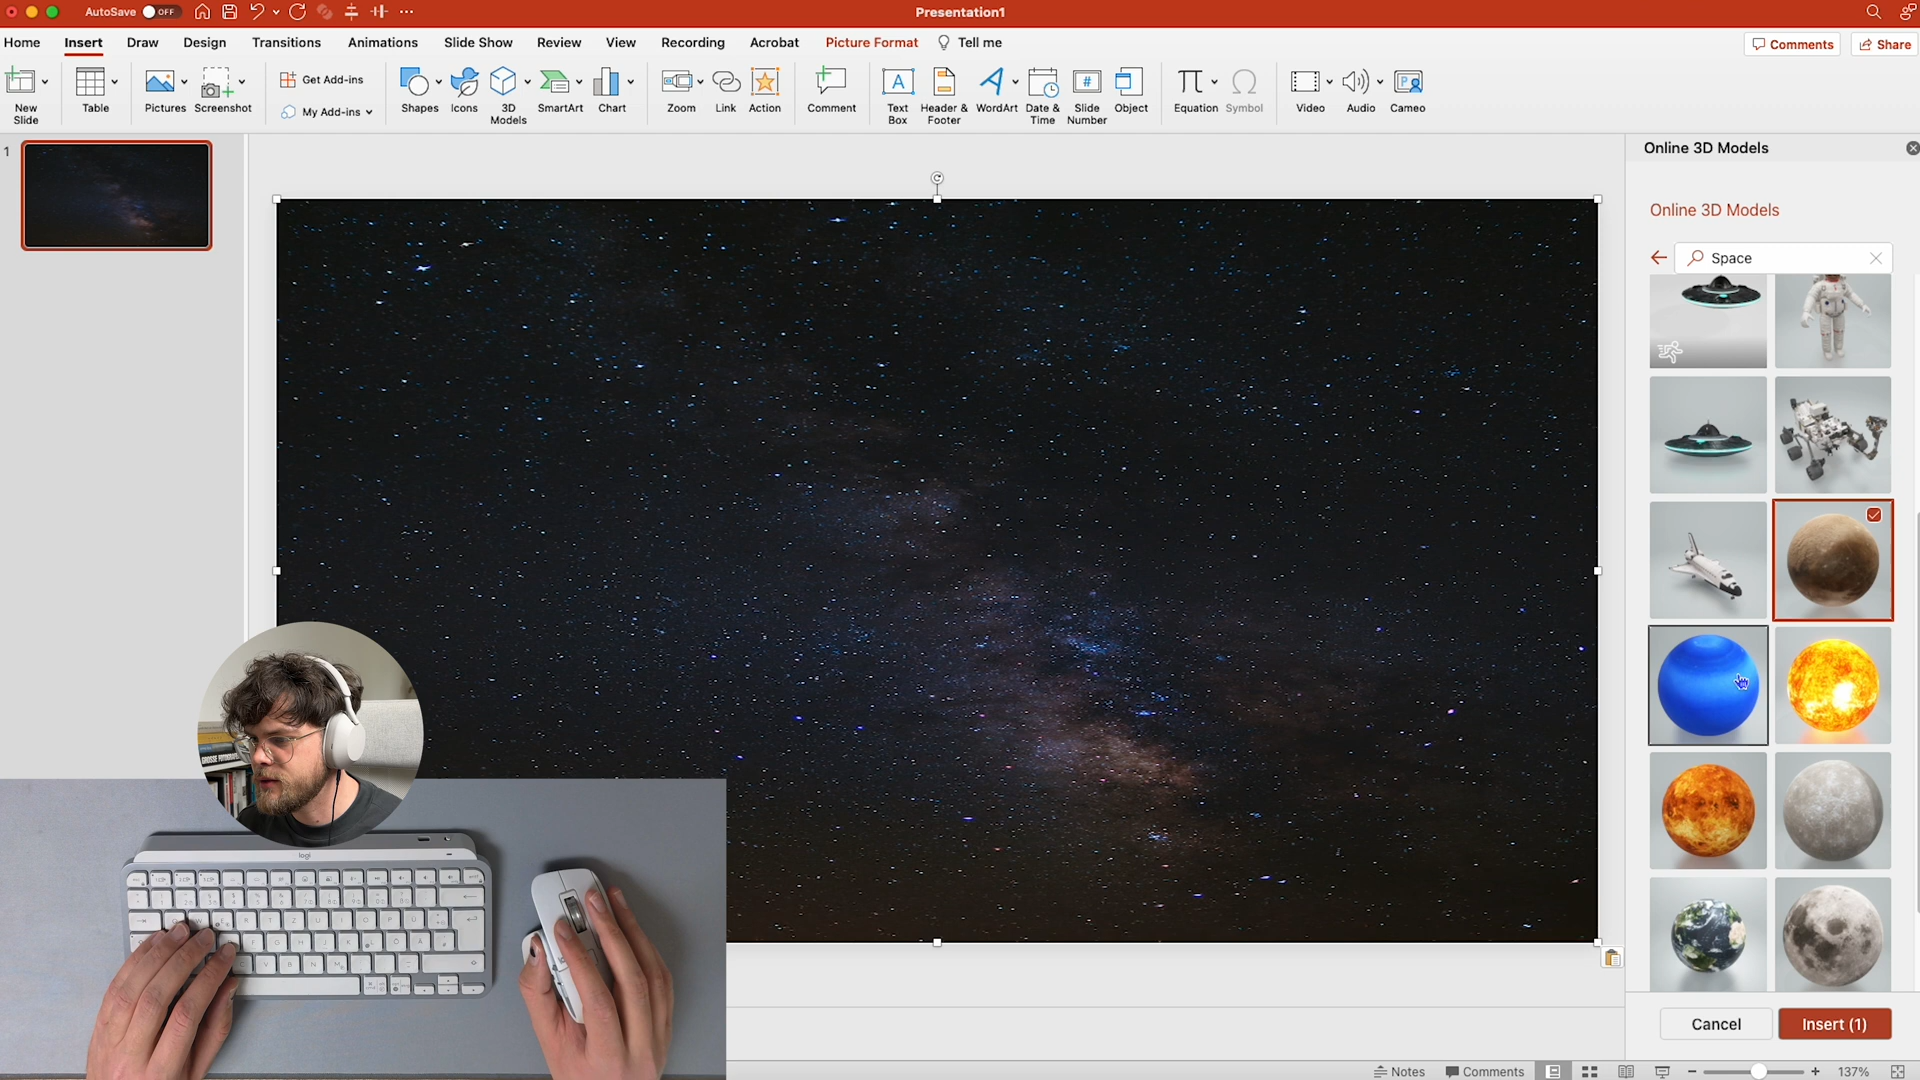 AutoSave OFF
Presentation1
Home Insert Draw Design Transitions Animations Slide Show Review View Recording Acrobat Picture Format Tell me
Comments Share
New Slide
Table
Pictures
Screenshot
Get Add-ins
My Add-ins
Shapes
Icons
3D Models
SmartArt
Chart
Zoom
Link
Action
Comment
Text Box
Header & Footer
WordArt
Date & Time
Slide Number
Object
Equation
Symbol
Video
Audio
Cameo
1
Online 3D Models
Online 3D Models
Space
logi
Cancel Insert (1)
Notes Comments 137%